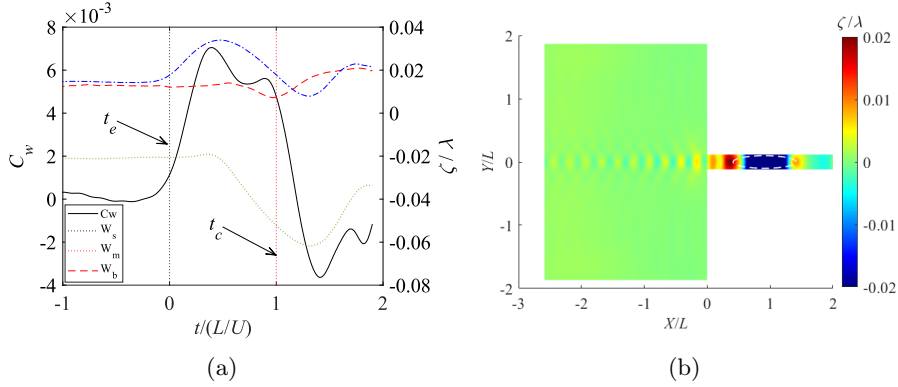 ×10⁻³
8
6
4
2
0
-2
-4
C_w
0.04
0.02
0
-0.02
-0.04
-0.06
-0.08
ζ / λ
t_e
t_c
Cw
W_s
W_m
W_b
-1
0
1
2
t/(L/U)
(a)
2
1
0
-1
-2
Y/L
-3
-2
-1
0
1
2
X/L
ζ/λ
0.02
0.01
0
-0.01
-0.02
(b)